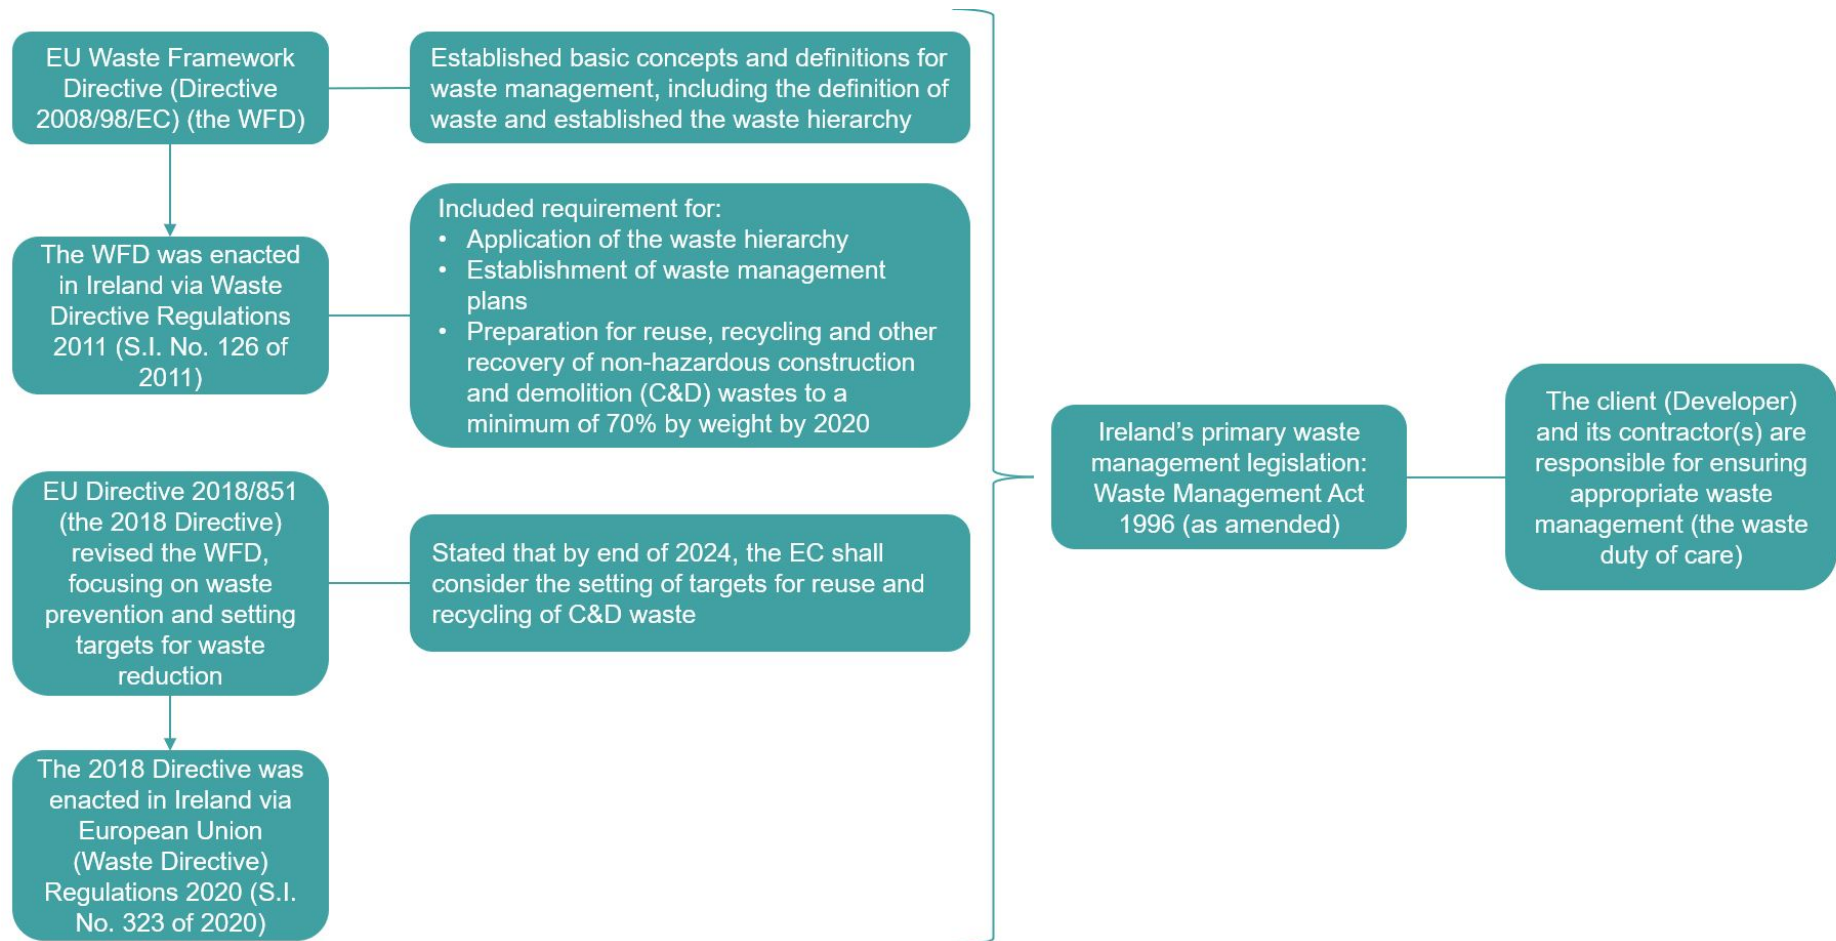 EU Waste Framework
Directive (Directive
2008/98/EC) (the WFD)
Established basic concepts and definitions for
waste management, including the definition of
waste and established the waste hierarchy
The WFD was enacted
in Ireland via Waste
Directive Regulations
2011 (S.I. No. 126 of
2011)
Included requirement for:
• Application of the waste hierarchy
• Establishment of waste management
plans
• Preparation for reuse, recycling and other
recovery of non-hazardous construction
and demolition (C&D) wastes to a
minimum of 70% by weight by 2020
EU Directive 2018/851
(the 2018 Directive)
revised the WFD,
focusing on waste
prevention and setting
targets for waste
reduction
Stated that by end of 2024, the EC shall
consider the setting of targets for reuse and
recycling of C&D waste
The 2018 Directive was
enacted in Ireland via
European Union
(Waste Directive)
Regulations 2020 (S.I.
No. 323 of 2020)
Ireland’s primary waste
management legislation:
Waste Management Act
1996 (as amended)
The client (Developer)
and its contractor(s) are
responsible for ensuring
appropriate waste
management (the waste
duty of care)